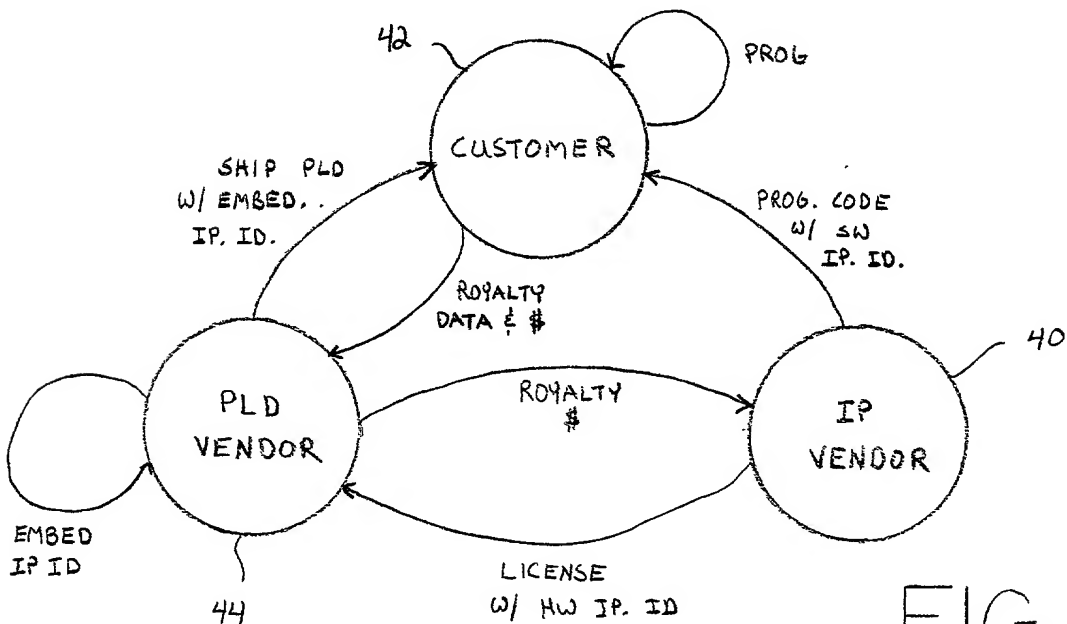 42
PROG
CUSTOMER
SHIP PLD
W/ EMBED..
IP. ID.
PROG. CODE
W/ SW
IP. ID.
ROYALTY
DATA & $
40
PLD
VENDOR
ROYALTY
$
IP
VENDOR
EMBED
IP ID
44
LICENSE
W/ HW IP. ID
FIG